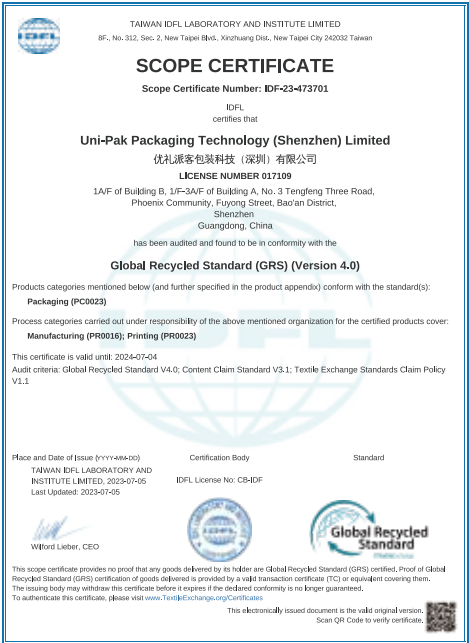 IDFL
TAIWAN IDFL LABORATORY AND INSTITUTE LIMITED
8F., No. 312, Sec. 2, New Taipei Blvd., Xinzhuang Dist., New Taipei City 242032 Taiwan
SCOPE CERTIFICATE
Scope Certificate Number: IDF-23-473701
IDFL
certifies that
Uni-Pak Packaging Technology (Shenzhen) Limited
优礼派客包装科技（深圳）有限公司
LICENSE NUMBER 017109
1A/F of Building B, 1/F-3A/F of Building A, No. 3 Tengfeng Three Road,
Phoenix Community, Fuyong Street, Bao'an District,
Shenzhen
Guangdong, China
has been audited and found to be in conformity with the
Global Recycled Standard (GRS) (Version 4.0)
Products categories mentioned below (and further specified in the product appendix) conform with the standard(s):
Packaging (PC0023)
Process categories carried out under responsibility of the above mentioned organization for the certified products cover:
Manufacturing (PR0016); Printing (PR0023)
This certificate is valid until: 2024-07-04
Audit criteria: Global Recycled Standard V4.0; Content Claim Standard V3.1; Textile Exchange Standards Claim Policy
V1.1
Place and Date of Issue (YYYY-MM-DD)
TAIWAN IDFL LABORATORY AND
INSTITUTE LIMITED, 2023-07-05
Last Updated: 2023-07-05
Wilford Lieber, CEO
Certification Body
IDFL License No: CB-IDF
IDFL
Standard
Global Recycled
Standard
This scope certificate provides no proof that any goods delivered by its holder are Global Recycled Standard (GRS) certified. Proof of Global
Recycled Standard (GRS) certification of goods delivered is provided by a valid transaction certificate (TC) or equivalent covering them.
The issuing body may withdraw this certificate before it expires if the declared conformity is no longer guaranteed.
To authenticate this certificate, please visit www.TextileExchange.org/Certificates
This electronically issued document is the valid original version.
Scan QR Code to verify certificate.